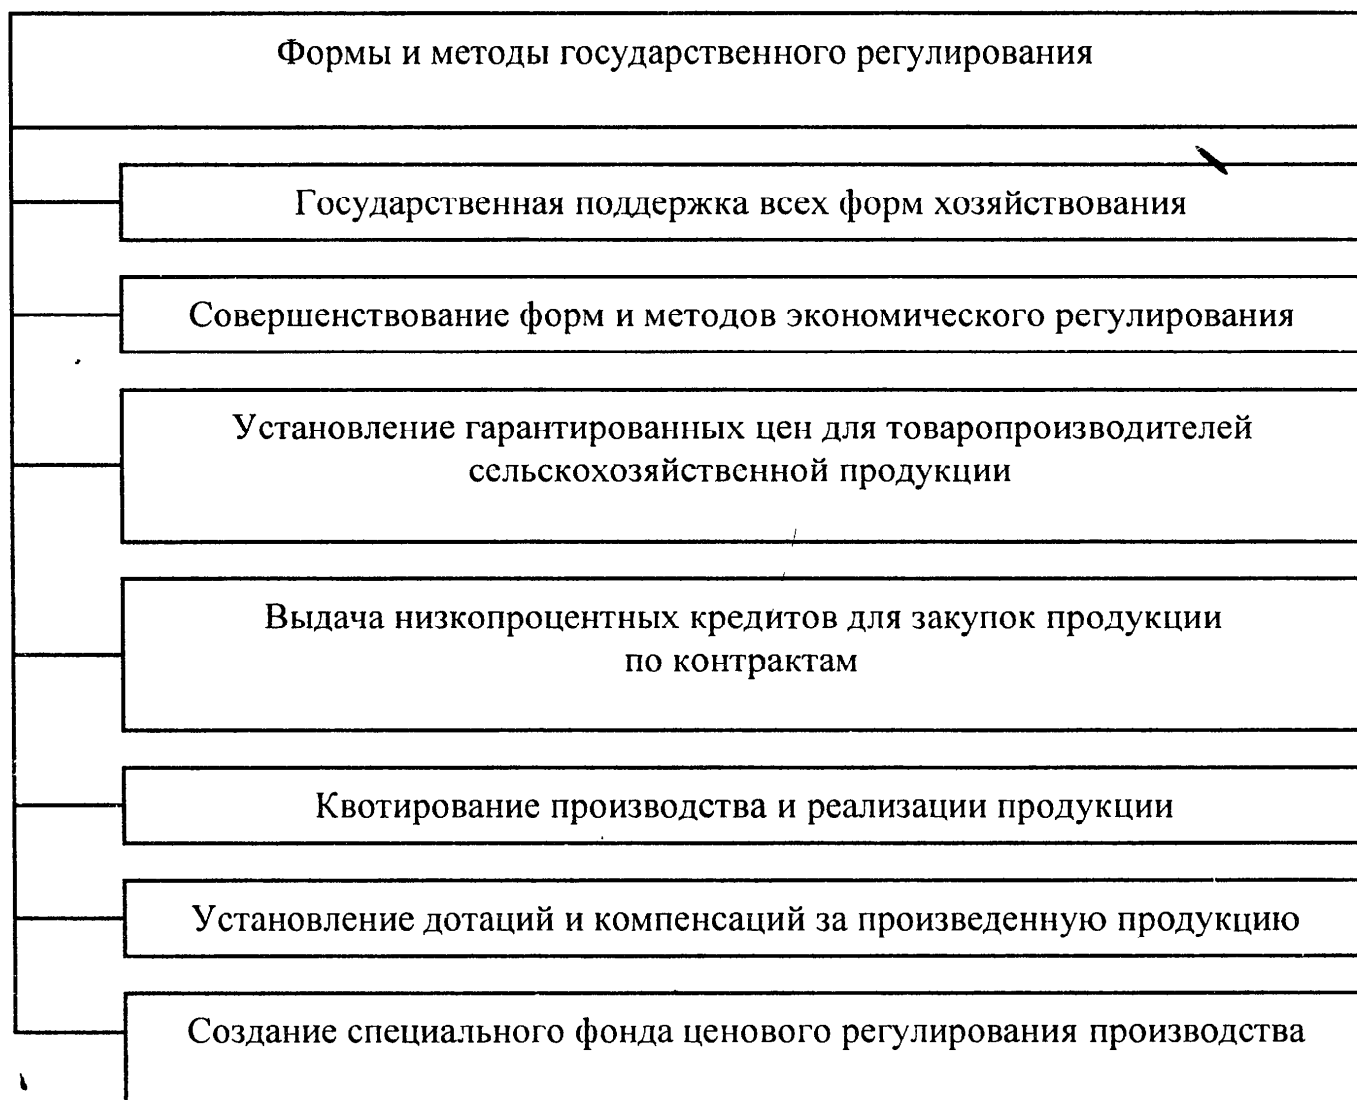 Формы и методы государственного регулирования
Государственная поддержка всех форм хозяйствования
Совершенствование форм и методов экономического регулирования
Установление гарантированных цен для товаропроизводителей
сельскохозяйственной продукции
Выдача низкопроцентных кредитов для закупок продукции
по контрактам
Квотирование производства и реализации продукции
Установление дотаций и компенсаций за произведенную продукцию
Создание специального фонда ценового регулирования производства